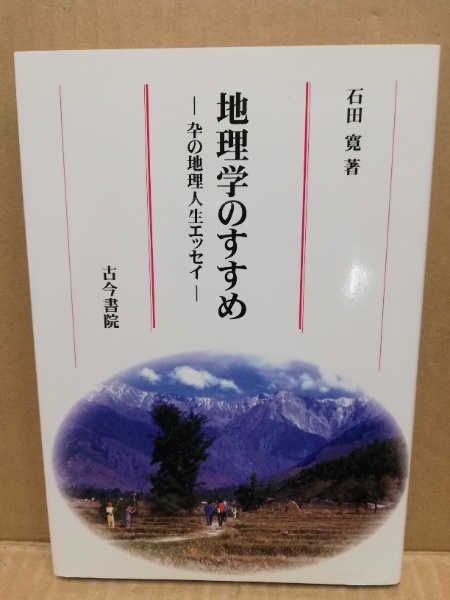 石田 寛 著
地理学のすすめ
―卆の地理人生エッセイ―
古今書院